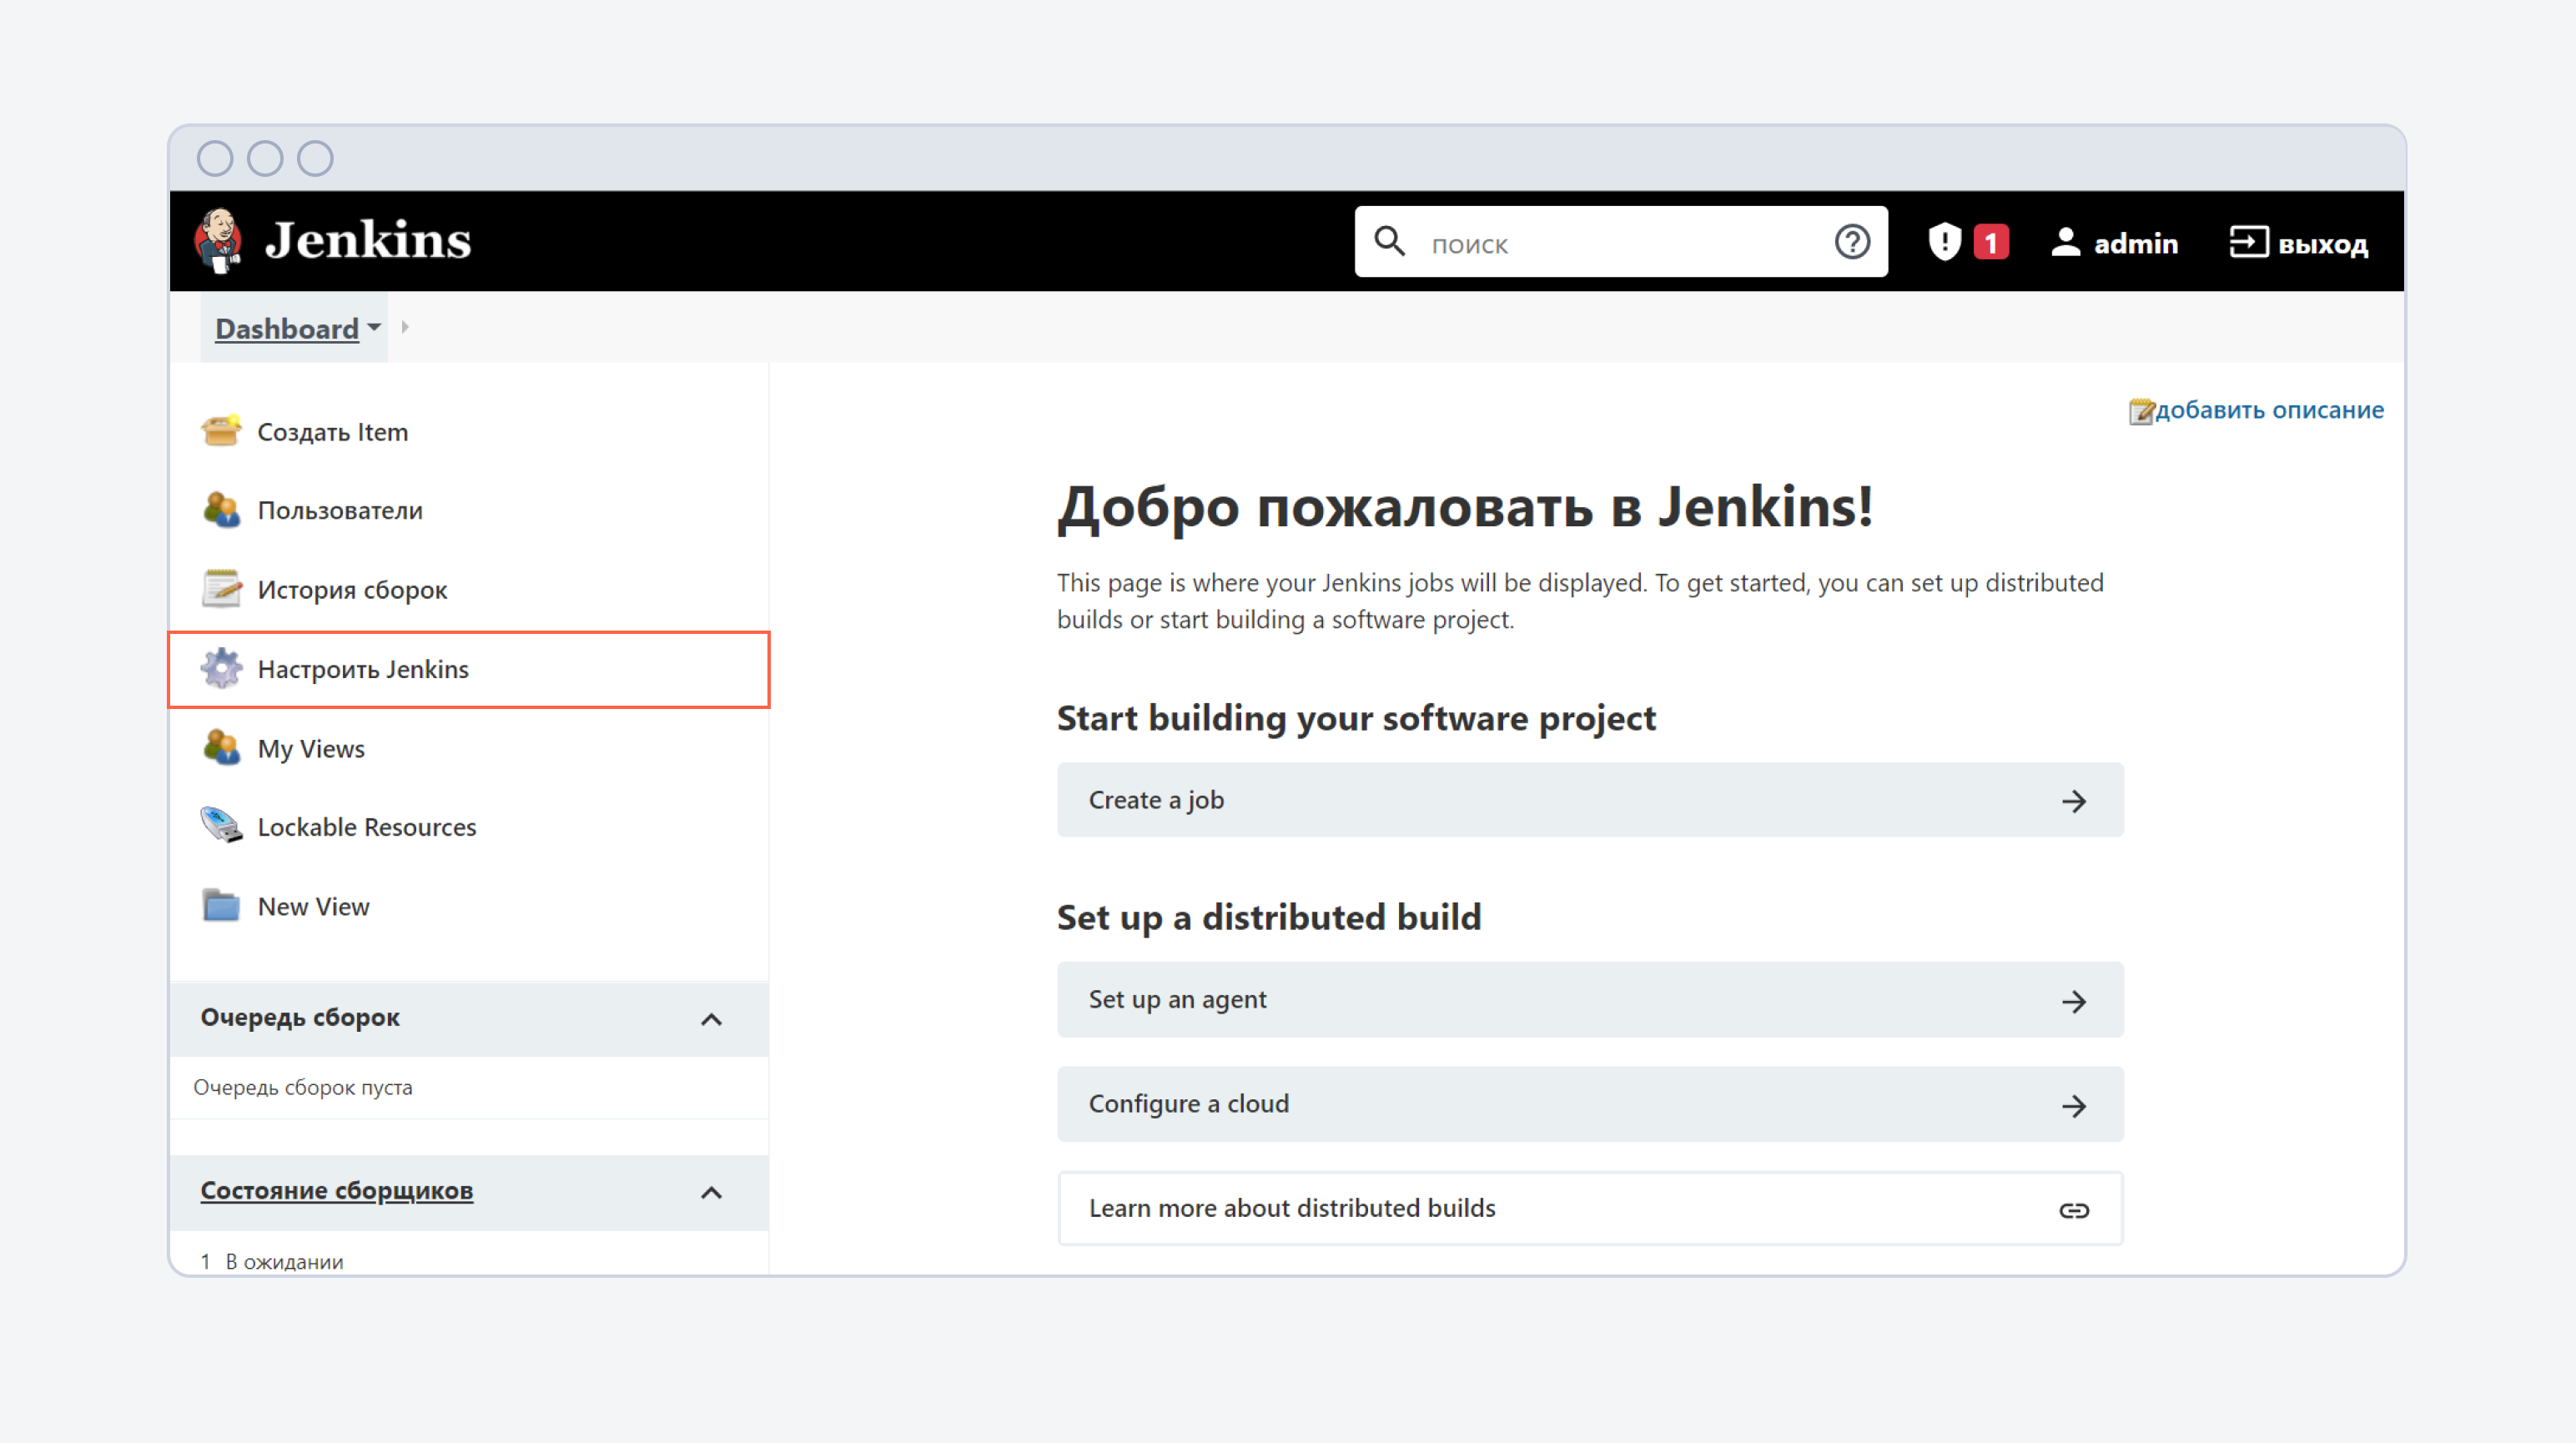 Jenkins
поиск
1
admin
выход
Dashboard
добавить описание
Создать Item
Пользователи
История сборок
Настроить Jenkins
My Views
Lockable Resources
New View
Очередь сборок
Очередь сборок пуста
Состояние сборщиков
1 В ожидании
Добро пожаловать в Jenkins!
This page is where your Jenkins jobs will be displayed. To get started, you can set up distributed
builds or start building a software project.
Start building your software project
Create a job
Set up a distributed build
Set up an agent
Configure a cloud
Learn more about distributed builds